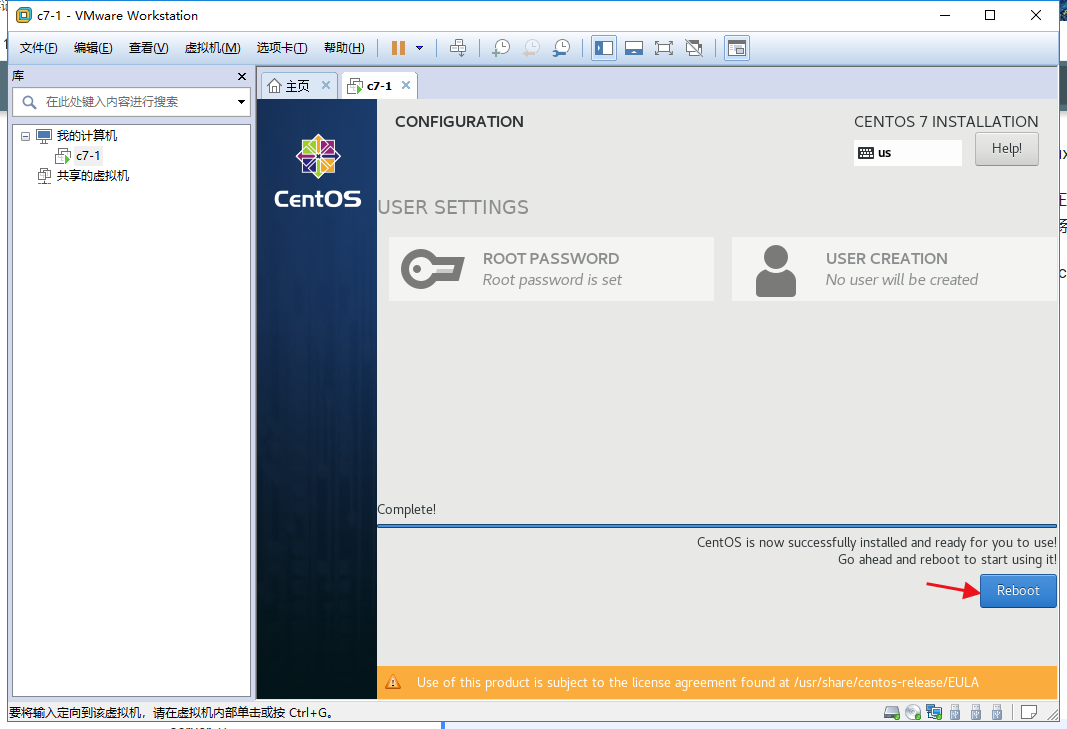 c7-1 - VMware Workstation
文件(F) 编辑(E) 查看(V) 虚拟机(M) 选项卡(T) 帮助(H)
库
在此处键入内容进行搜索
我的计算机
c7-1
共享的虚拟机
主页
c7-1
CentOS
CONFIGURATION
CENTOS 7 INSTALLATION
us
Help!
USER SETTINGS
ROOT PASSWORD
Root password is set
USER CREATION
No user will be created
Complete!
CentOS is now successfully installed and ready for you to use!
Go ahead and reboot to start using it!
Reboot
Use of this product is subject to the license agreement found at /usr/share/centos-release/EULA
要将输入定向到该虚拟机，请在虚拟机内部单击或按 Ctrl+G。